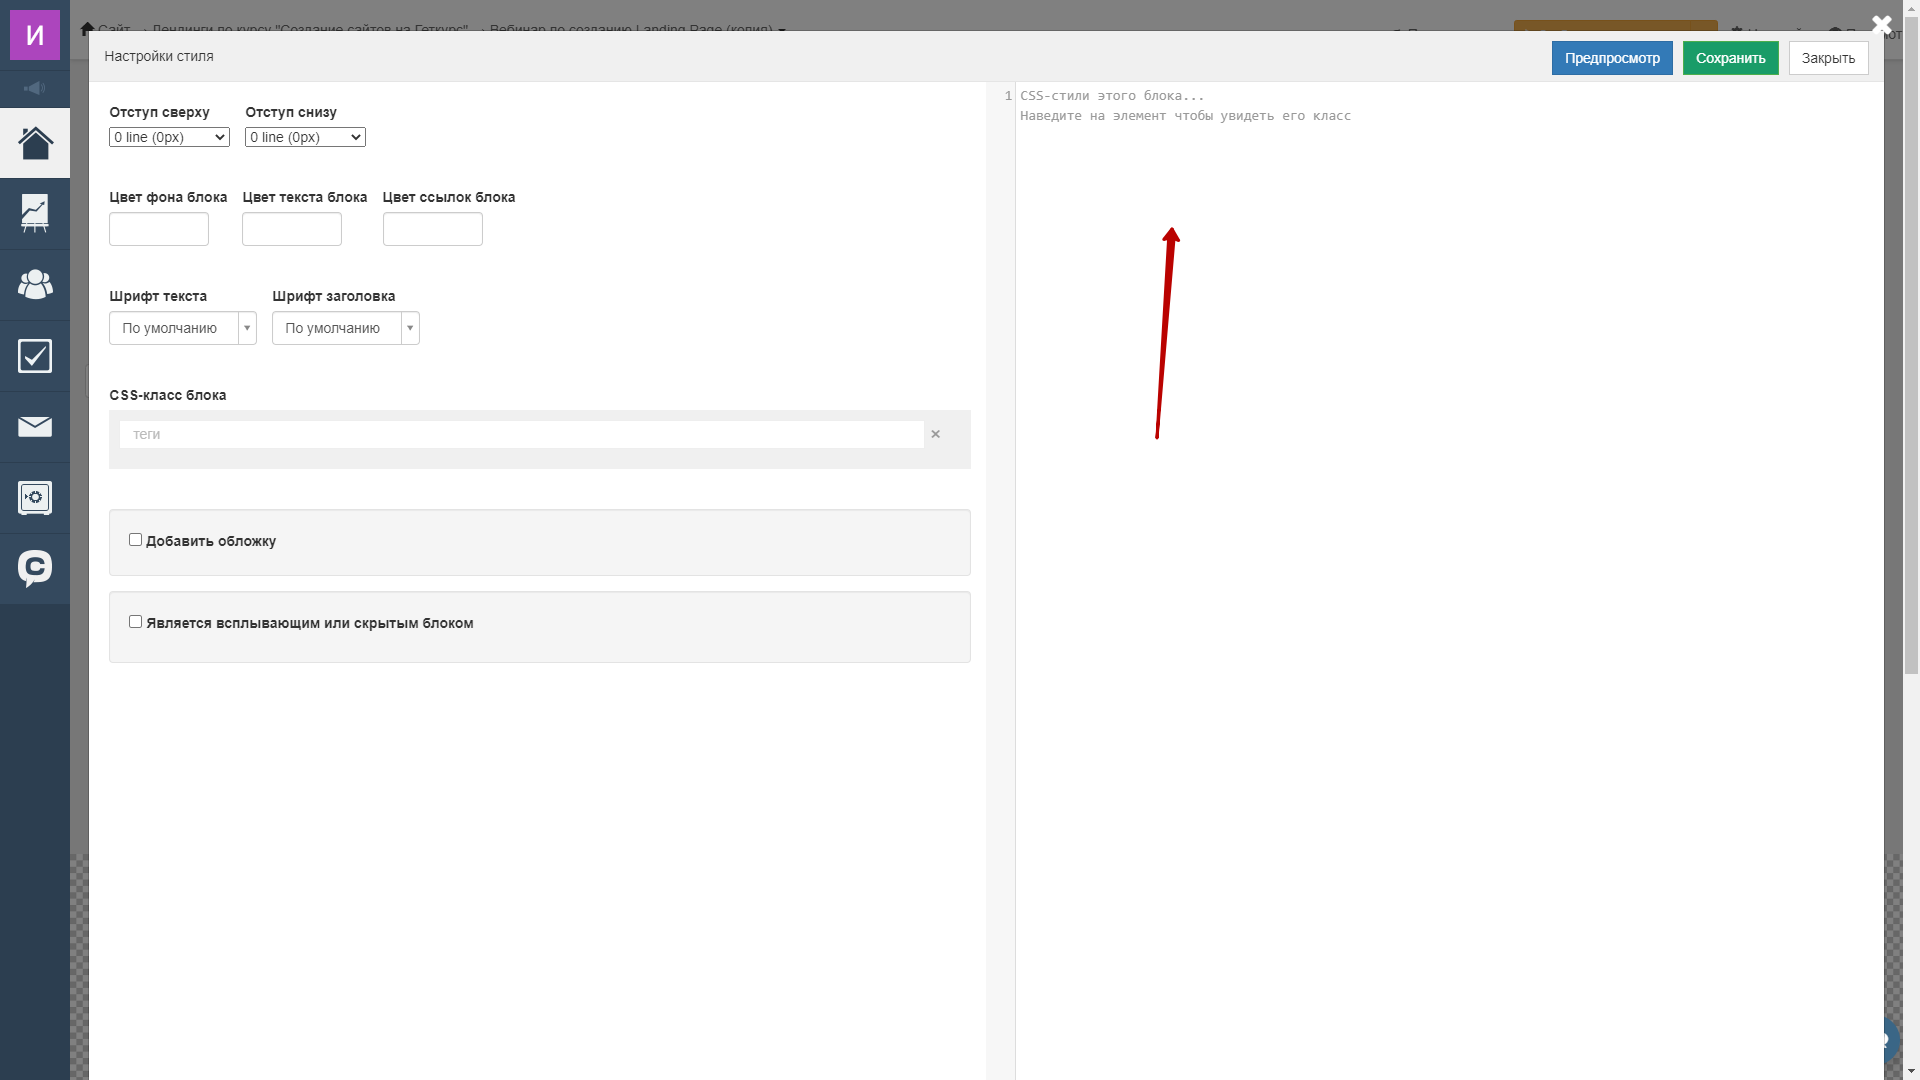 И
Сайт
Лендинги по курсу "Создание сайтов на Геткурс"
Вебинар по созданию Landing Page (копия)
Настройки стиля
Предпросмотр
Сохранить
Закрыть
Отступ сверху
Отступ снизу
0 line (0px)
0 line (0px)
1
CSS-стили этого блока...
Наведите на элемент чтобы увидеть его класс
Цвет фона блока
Цвет текста блока
Цвет ссылок блока
Шрифт текста
Шрифт заголовка
По умолчанию
По умолчанию
CSS-класс блока
теги
Добавить обложку
Является всплывающим или скрытым блоком